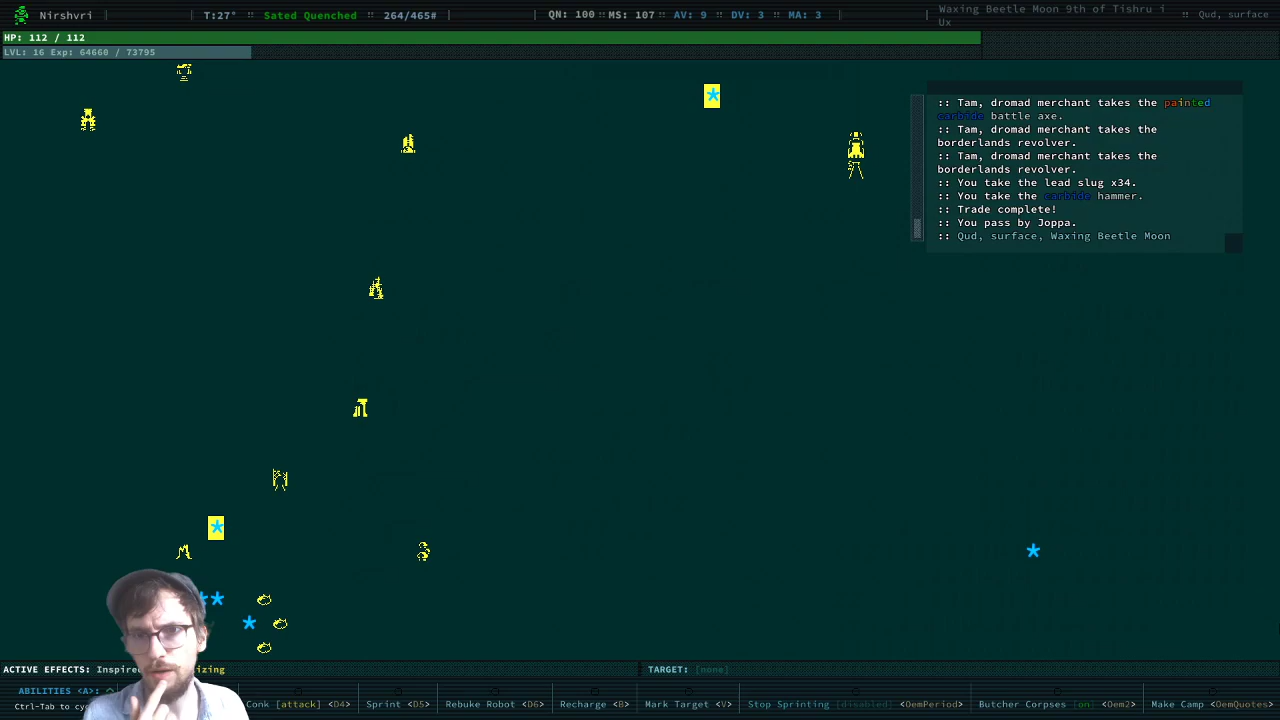 Nirshvri
T:27° :: Sated Quenched :: 264/465#
QN: 100 :: MS: 107 :: AV: 9 :: DV: 3 :: MA: 3
Waxing Beetle Moon 9th of Tishru i Ux :: Qud, surface
HP: 112 / 112
LVL: 16 Exp: 64660 / 73795
:: Tam, dromad merchant takes the painted
carbide battle axe.
:: Tam, dromad merchant takes the
borderlands revolver.
:: Tam, dromad merchant takes the
borderlands revolver.
:: You take the lead slug x34.
:: You take the carbide hammer.
:: Trade complete!
:: You pass by Joppa.
:: Qud, surface, Waxing Beetle Moon
ACTIVE EFFECTS: Inspire
TARGET: [none]
ABILITIES <A>:
Ctrl-Tab to
Conk [attack] <D4> Sprint <D5> Rebuke Robot <D6> Recharge <B> Mark Target <V> Stop Sprinting [disabled] <OemPeriod> Butcher Corpses [on] <Oem2> Make Camp <OemQuotes>